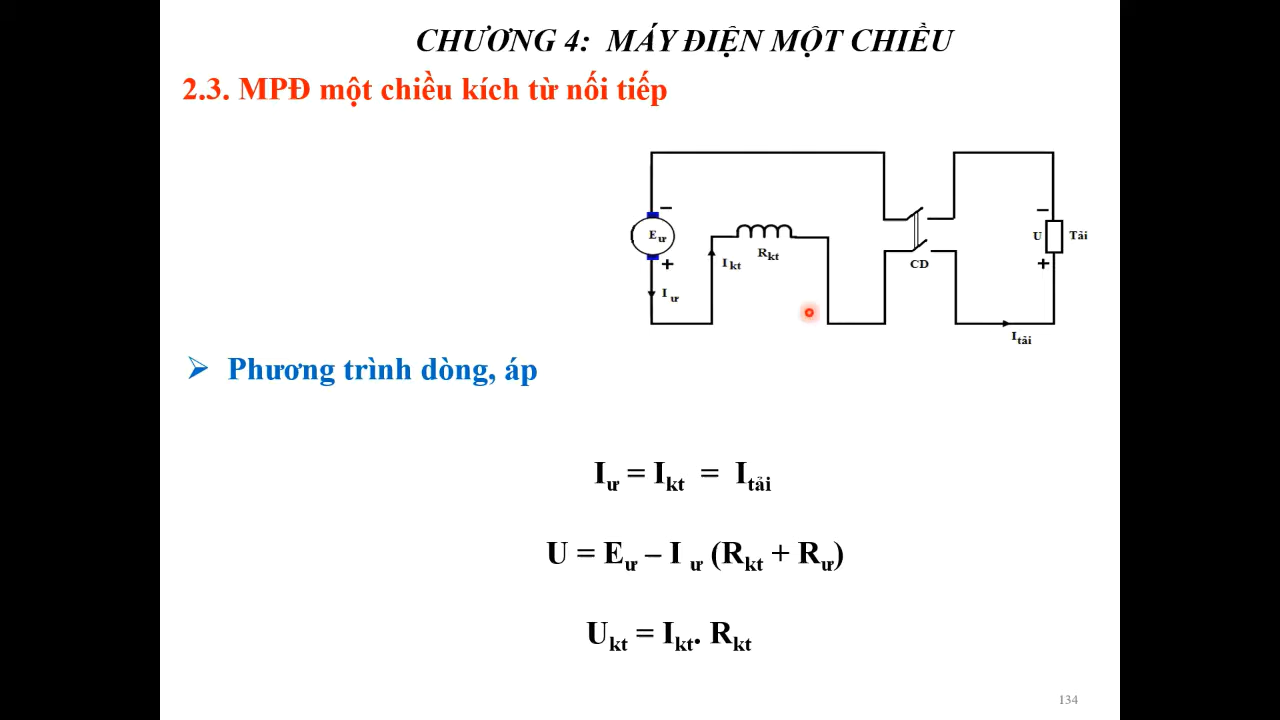 CHƯƠNG 4: MÁY ĐIỆN MỘT CHIỀU
2.3. MPĐ một chiều kích từ nối tiếp
−
−
Eư
U
Tải
Rkt
Ikt
CD
+
+
Iư
Itải
➢ Phương trình dòng, áp
Iư = Ikt = Itải
U = Eư – I ư (Rkt + Rư)
Ukt = Ikt. Rkt
134